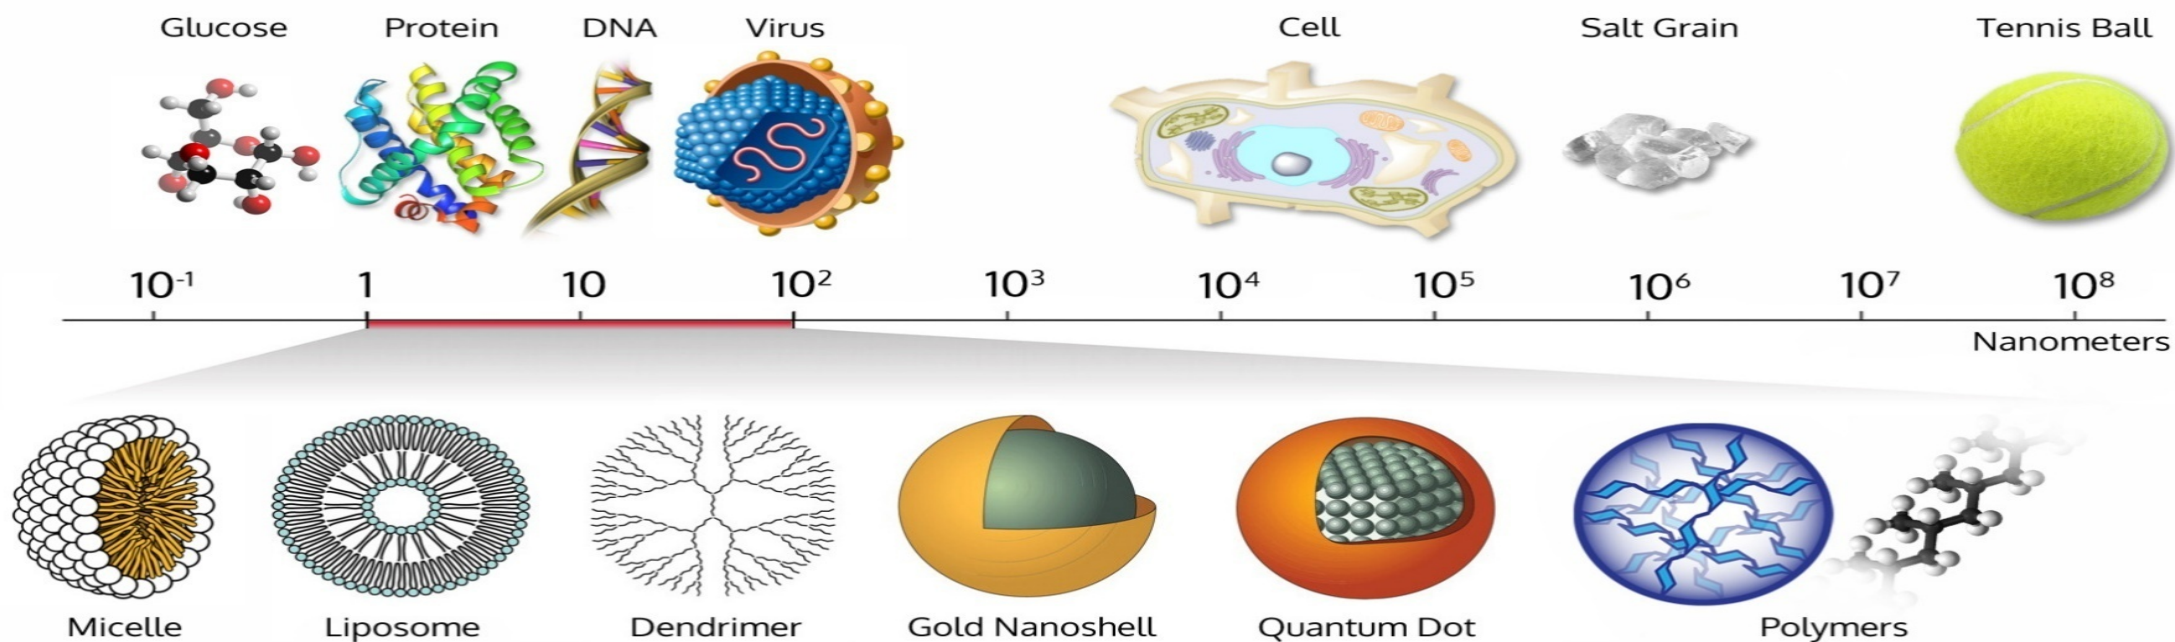 Glucose Protein DNA Virus Cell Salt Grain Tennis Ball
10⁻¹ 1 10 10² 10³ 10⁴ 10⁵ 10⁶ 10⁷ 10⁸
Nanometers
Micelle Liposome Dendrimer Gold Nanoshell Quantum Dot Polymers